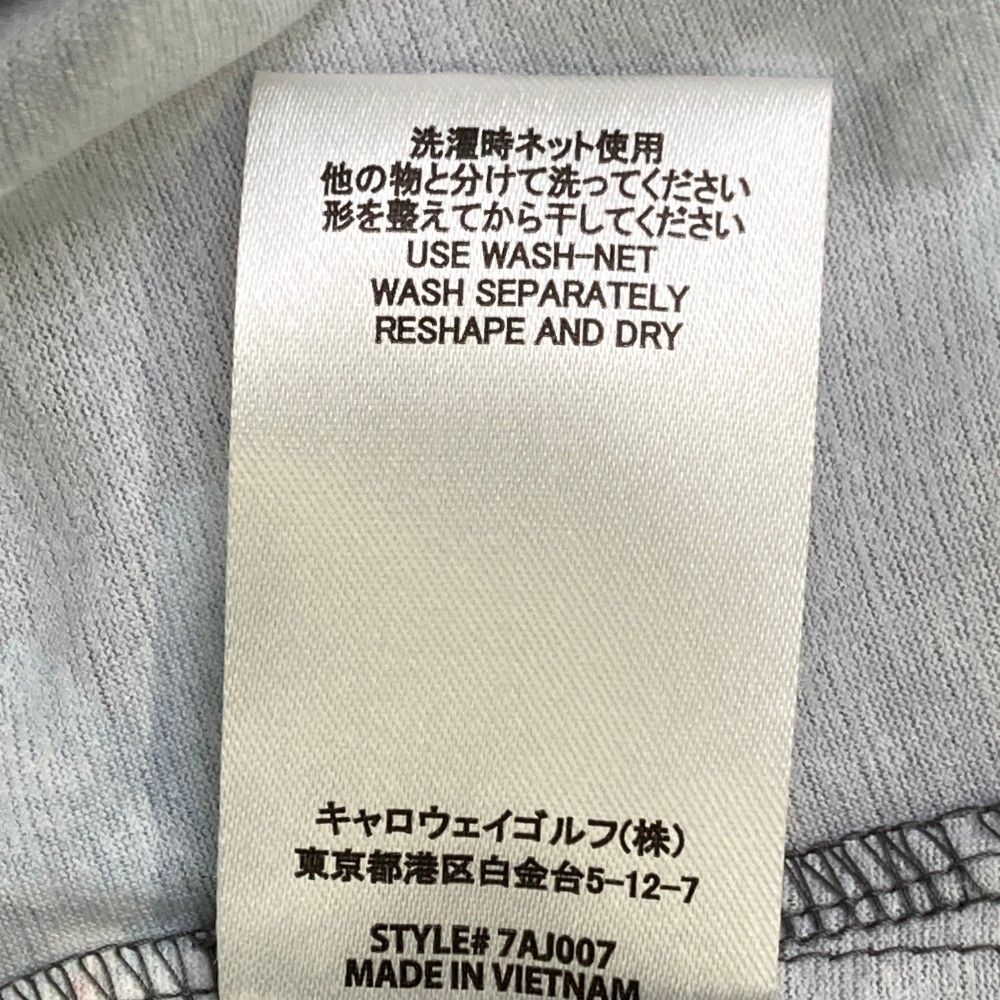 洗濯時ネット使用
他の物と分けて洗ってください
形を整えてから干してください
USE WASH-NET
WASH SEPARATELY
RESHAPE AND DRY
キャロウェイゴルフ(株)
東京都港区白金台5-12-7
STYLE# 7AJ007
MADE IN VIETNAM